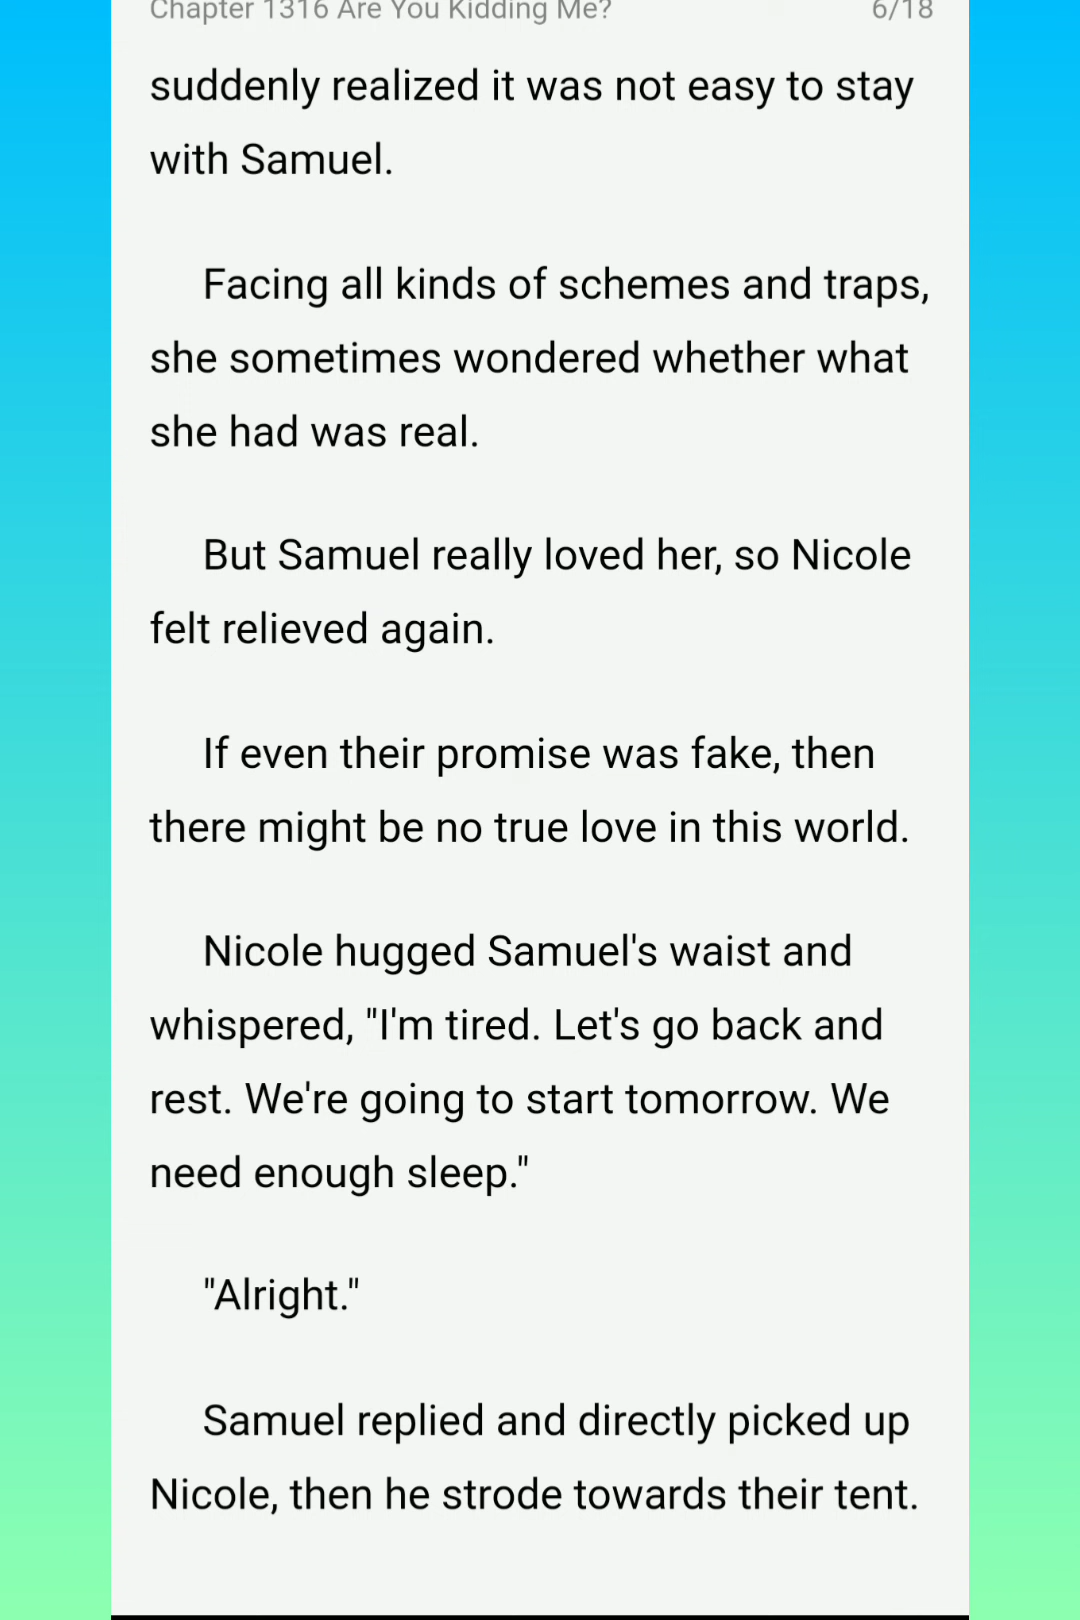 Chapter 1316 Are You Kidding Me? 6/18
suddenly realized it was not easy to stay
with Samuel.
Facing all kinds of schemes and traps,
she sometimes wondered whether what
she had was real.
But Samuel really loved her, so Nicole
felt relieved again.
If even their promise was fake, then
there might be no true love in this world.
Nicole hugged Samuel's waist and
whispered, "I'm tired. Let's go back and
rest. We're going to start tomorrow. We
need enough sleep."
"Alright."
Samuel replied and directly picked up
Nicole, then he strode towards their tent.